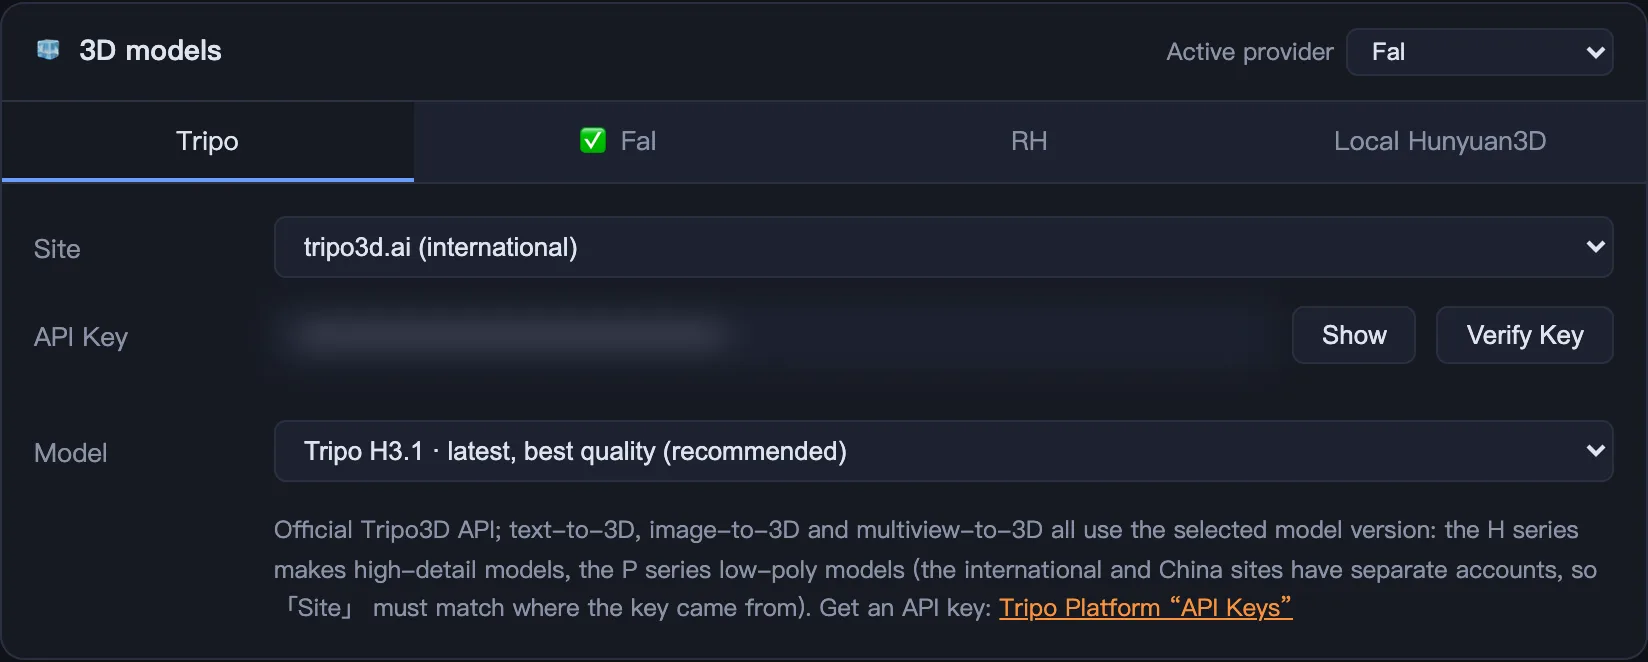 3D models
Active provider
Fal
Tripo
Fal
RH
Local Hunyuan3D
Site
tripo3d.ai (international)
API Key
Show
Verify Key
Model
Tripo H3.1 · latest, best quality (recommended)
Official Tripo3D API; text-to-3D, image-to-3D and multiview-to-3D all use the selected model version: the H series
makes high-detail models, the P series low-poly models (the international and China sites have separate accounts, so
「Site」 must match where the key came from). Get an API key: Tripo Platform “API Keys”